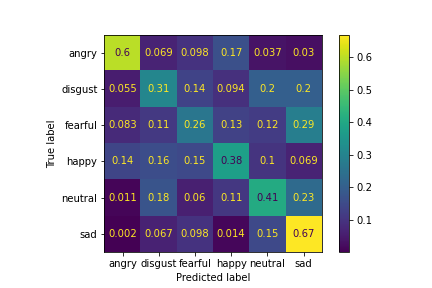 angry 0.6 0.069 0.098 0.17 0.037 0.03
disgust 0.055 0.31 0.14 0.094 0.2 0.2
fearful 0.083 0.11 0.26 0.13 0.12 0.29
happy 0.14 0.16 0.15 0.38 0.1 0.069
neutral 0.011 0.18 0.06 0.11 0.41 0.23
sad 0.002 0.067 0.098 0.014 0.15 0.67
angry disgust fearful happy neutral sad
Predicted label
True label
0.6
0.5
0.4
0.3
0.2
0.1